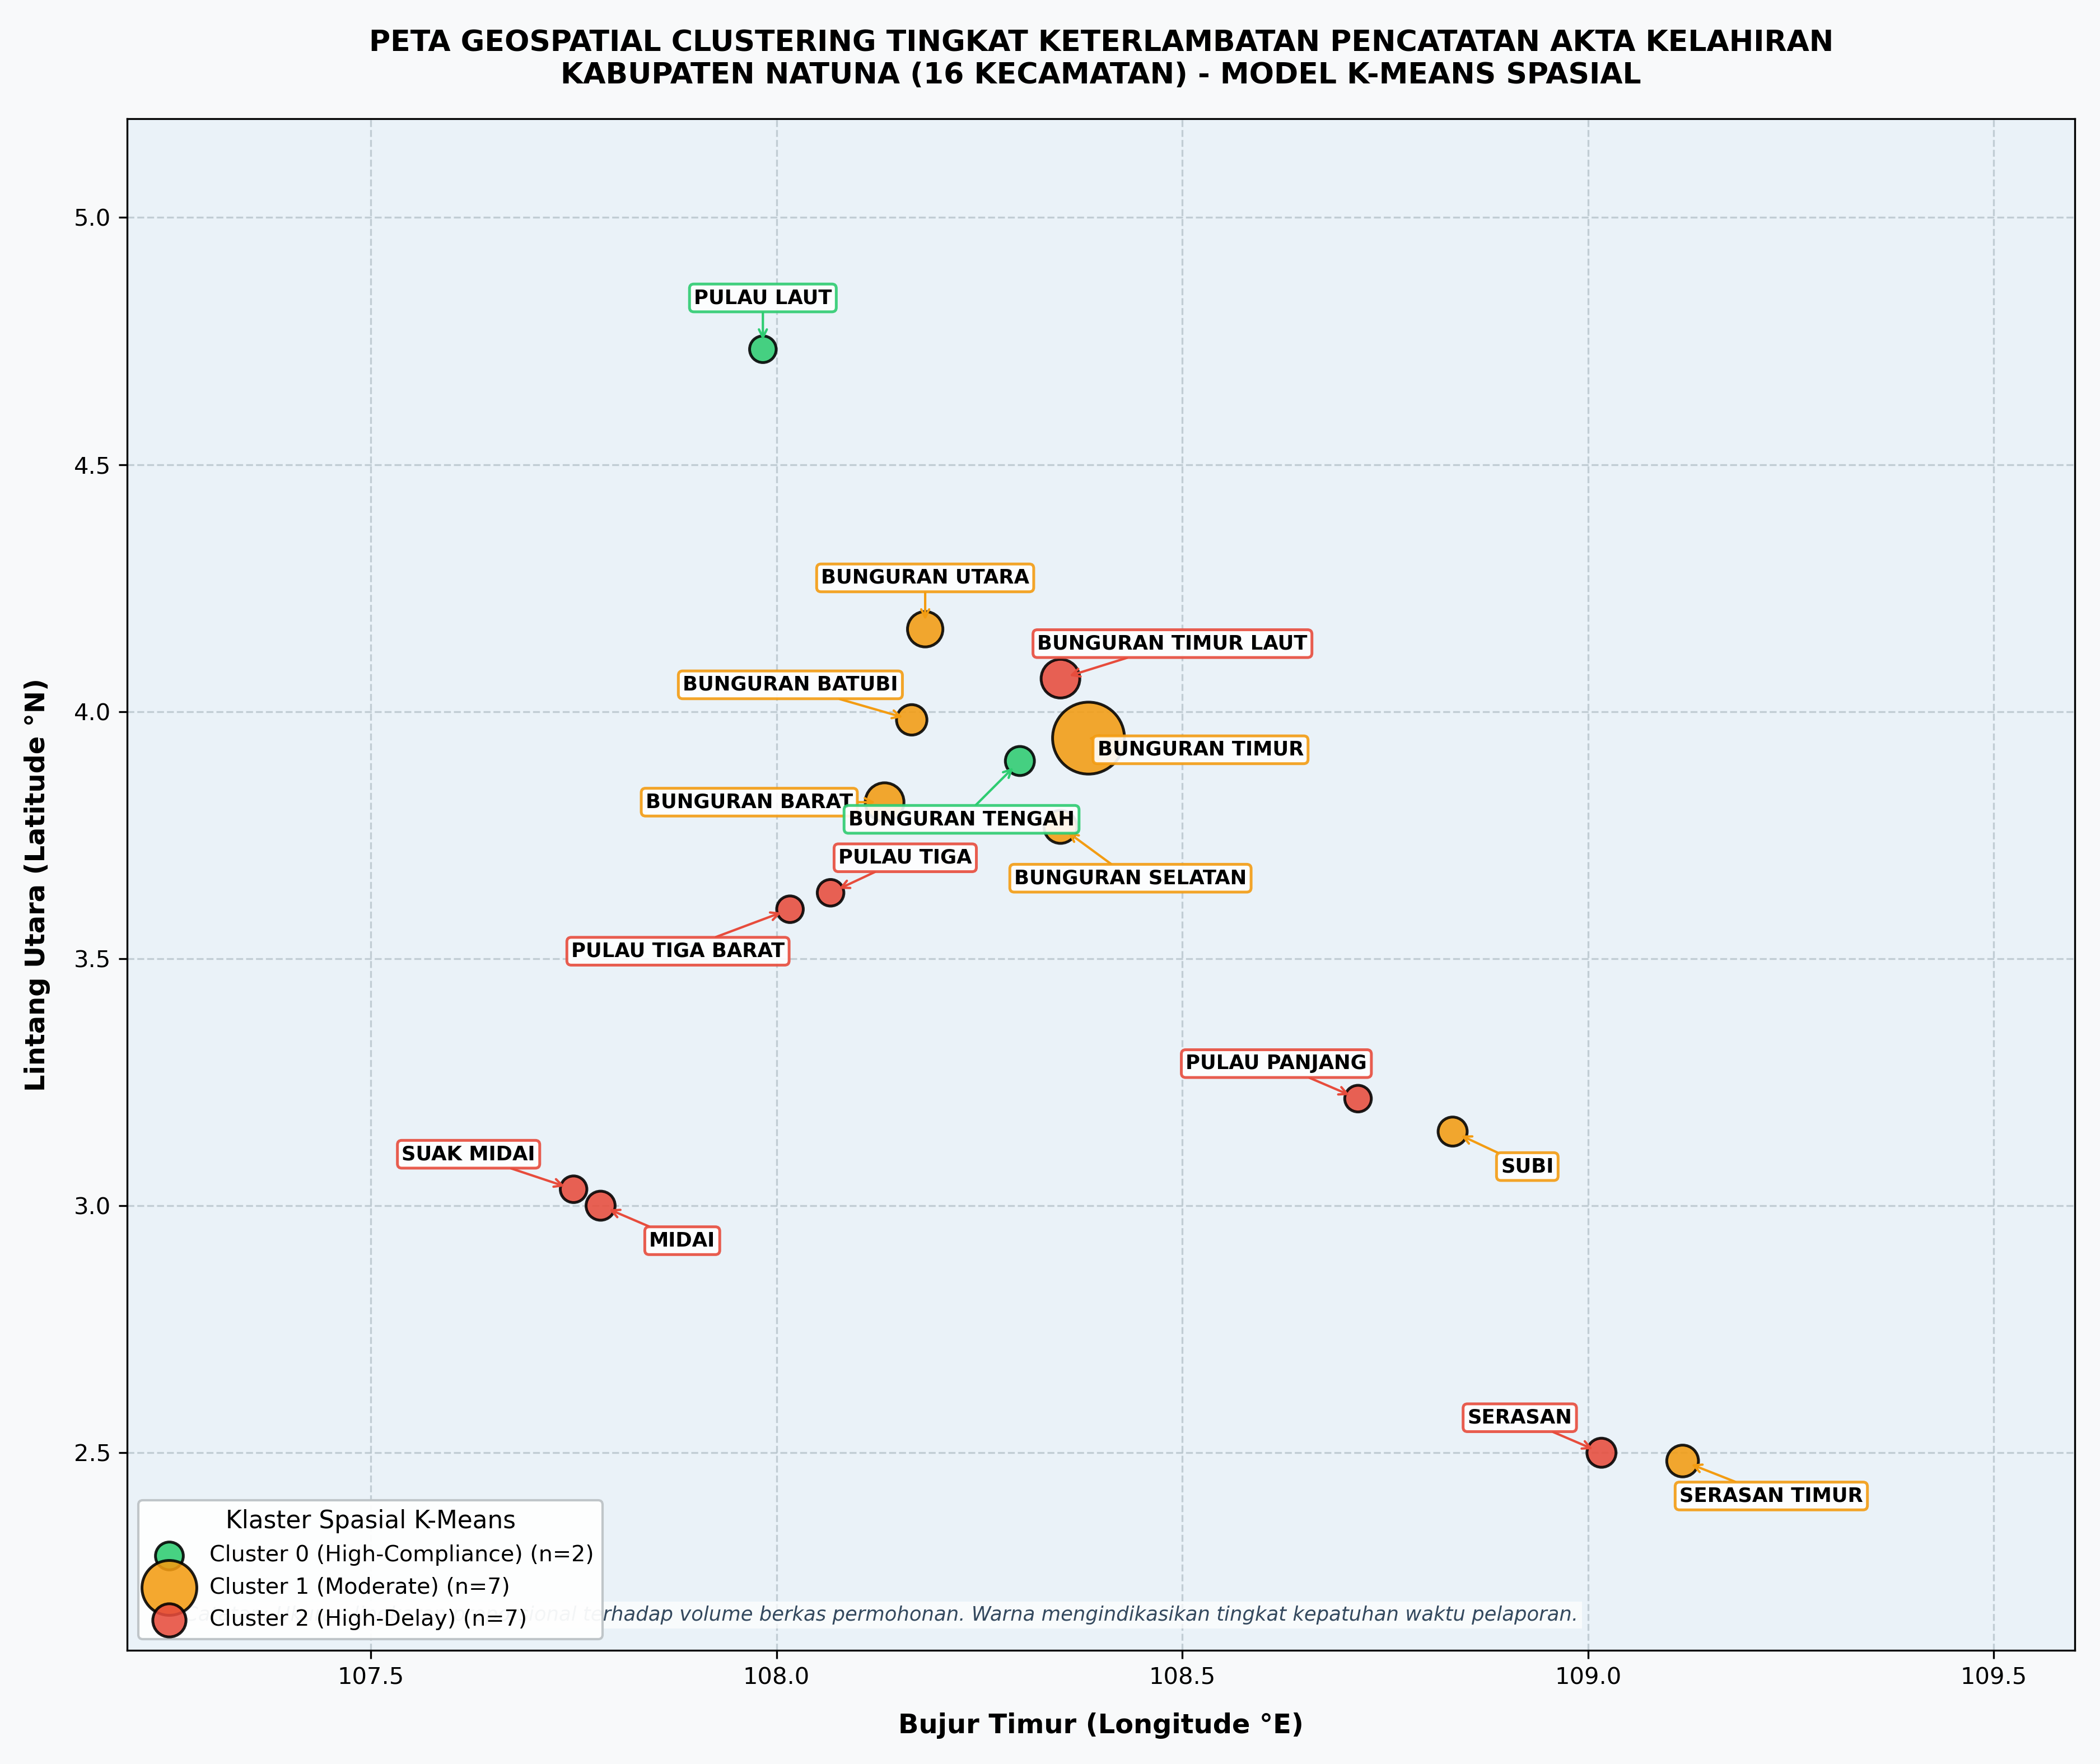 PETA GEOSPATIAL CLUSTERING TINGKAT KETERLAMBATAN PENCATATAN AKTA KELAHIRAN
KABUPATEN NATUNA (16 KECAMATAN) - MODEL K-MEANS SPASIAL
Lintang Utara (Latitude °N)
5.0
4.5
4.0
3.5
3.0
2.5
PULAU LAUT
BUNGURAN UTARA
BUNGURAN TIMUR LAUT
BUNGURAN BATUBI
BUNGURAN TIMUR
BUNGURAN BARAT
BUNGURAN TENGAH
PULAU TIGA
BUNGURAN SELATAN
PULAU TIGA BARAT
PULAU PANJANG
SUAK MIDAI
SUBI
MIDAI
SERASAN
SERASAN TIMUR
Klaster Spasial K-Means
Cluster 0 (High-Compliance) (n=2)
Cluster 1 (Moderate) (n=7)
Cluster 2 (High-Delay) (n=7)
terhadap volume berkas permohonan. Warna mengindikasikan tingkat kepatuhan waktu pelaporan.
107.5
108.0
108.5
109.0
109.5
Bujur Timur (Longitude °E)